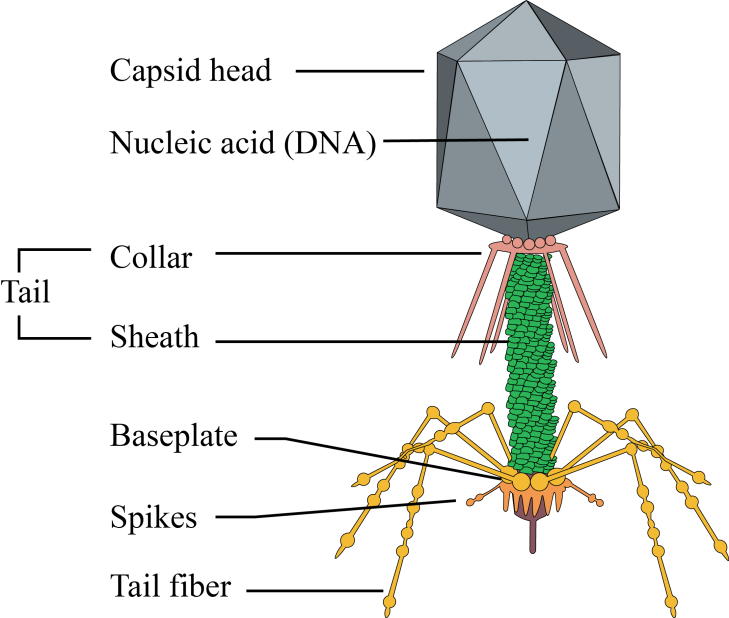 Capsid head
Nucleic acid (DNA)
Collar
Tail
Sheath
Baseplate
Spikes
Tail fiber